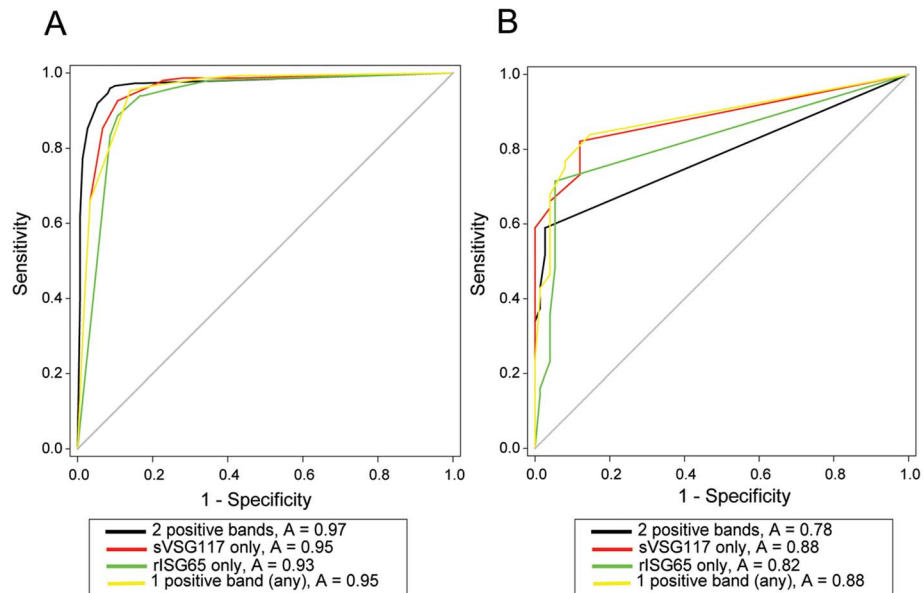 A
1.0
0.8
0.6
0.4
0.2
0.0
Sensitivity
0.0
0.2
0.4
0.6
0.8
1.0
1 - Specificity
2 positive bands, A = 0.97
sVSG117 only, A = 0.95
rISG65 only, A = 0.93
1 positive band (any), A = 0.95
B
1.0
0.8
0.6
0.4
0.2
0.0
Sensitivity
0.0
0.2
0.4
0.6
0.8
1.0
1 - Specificity
2 positive bands, A = 0.78
sVSG117 only, A = 0.88
rISG65 only, A = 0.82
1 positive band (any), A = 0.88